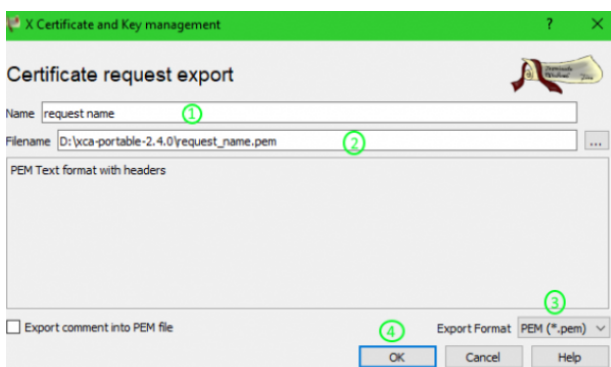 X Certificate and Key management ? ×
Certificate request export
Name request name 1
Filename D:\xca-portable-2.4.0\request_name.pem 2 ...
PEM Text format with headers
3
Export comment into PEM file 4 Export Format PEM (*.pem)
OK Cancel Help